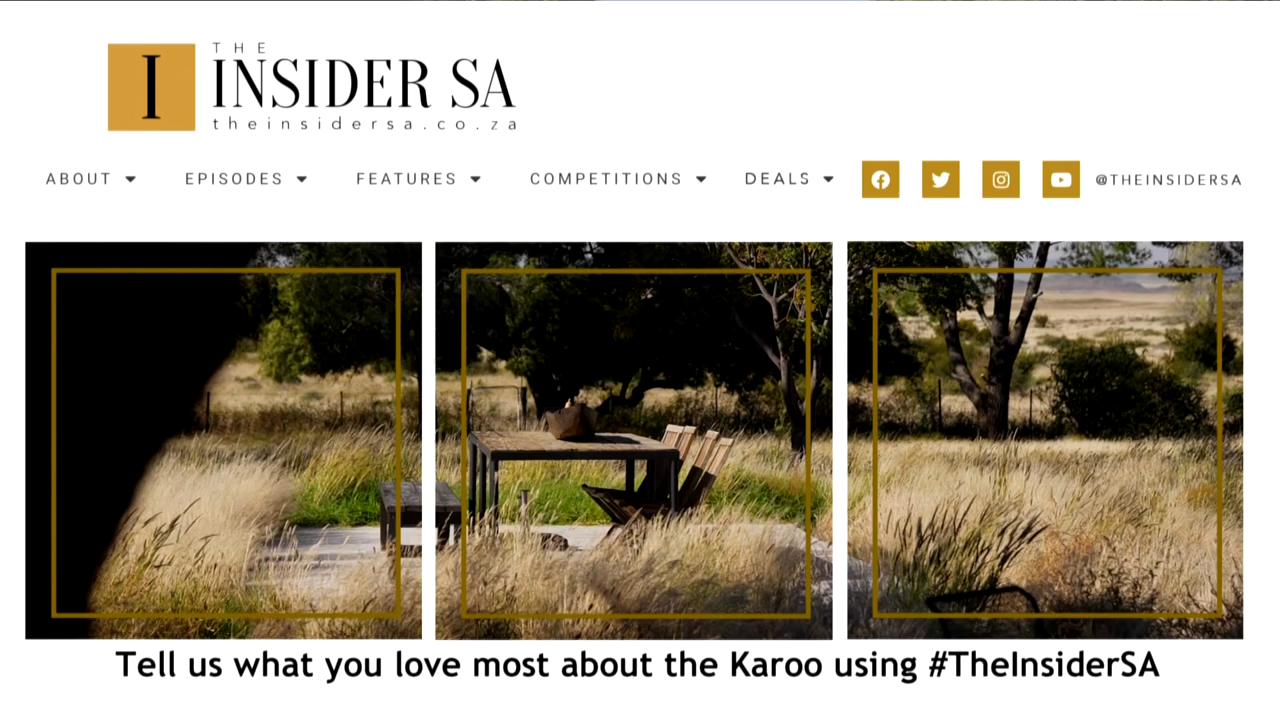 I
THE
INSIDER SA
theinsidersa.co.za
ABOUT EPISODES FEATURES COMPETITIONS DEALS @THEINSIDERSA
Tell us what you love most about the Karoo using #TheInsiderSA